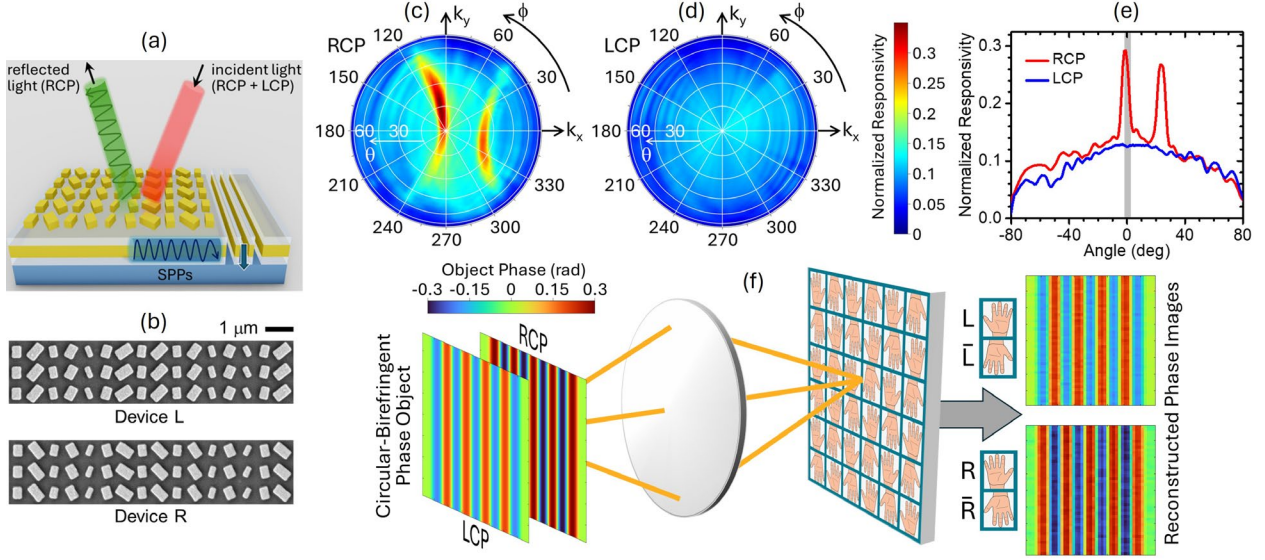 (a)
reflected
light (RCP)
incident light
(RCP + LCP)
SPPs
(b)
1 μm
Device L
Device R
(c)
RCP
k_y
ϕ
120
60
150
30
180
60
30
θ
k_x
210
330
240
300
270
(d)
LCP
k_y
ϕ
120
60
150
30
180
60
30
θ
k_x
210
330
240
300
270
Normalized Responsivity
0.3
0.25
0.2
0.15
0.1
0.05
0
(e)
Normalized Responsivity
0.3
0.2
0.1
0.0
RCP
LCP
-80
-40
0
40
80
Angle (deg)
(f)
Object Phase (rad)
-0.3
-0.15
0
0.15
0.3
Circular-Birefringent
Phase Object
RCP
LCP
L
L̄
R
R̄
Reconstructed Phase Images